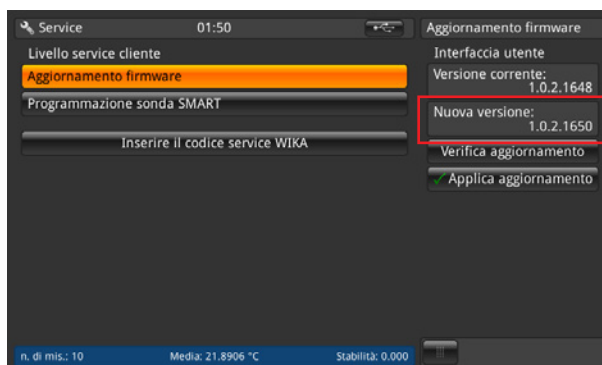 Service
01:50
Aggiornamento firmware
Livello service cliente
Interfaccia utente
Aggiornamento firmware
Versione corrente:
1.0.2.1648
Programmazione sonda SMART
Nuova versione:
1.0.2.1650
Inserire il codice service WIKA
Verifica aggiornamento
Applica aggiornamento
n. di mis.: 10
Media: 21.8906 °C
Stabilità: 0.000